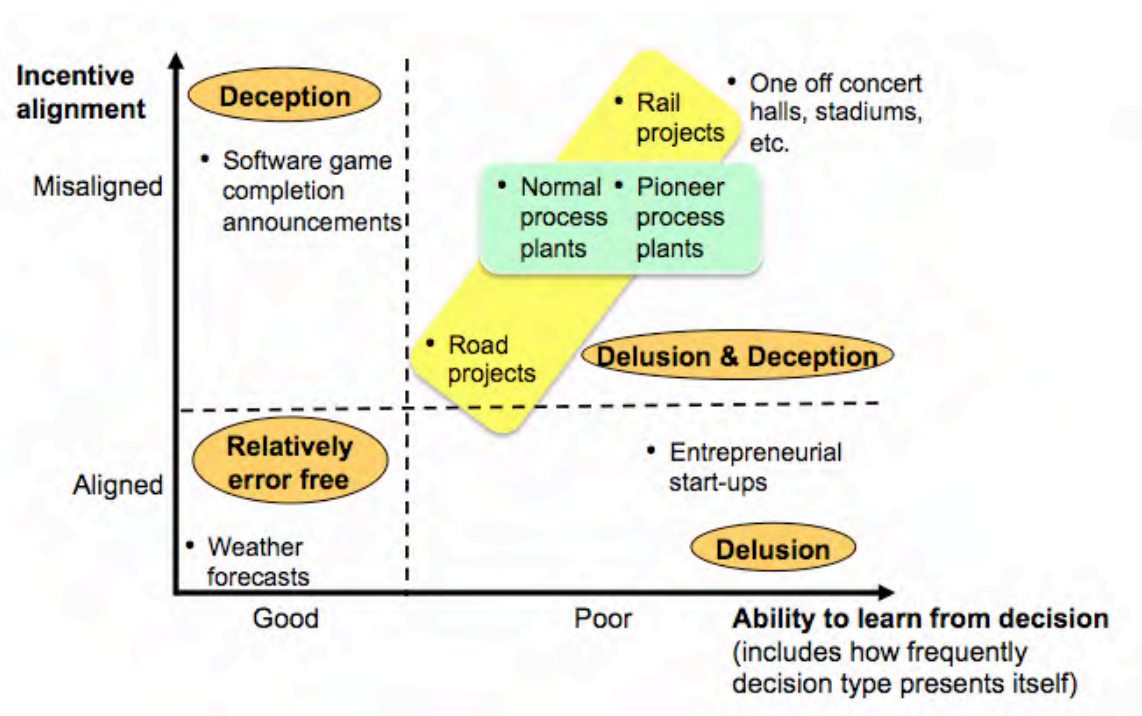 Incentive
alignment
Misaligned
Aligned
Deception
• Software game
completion
announcements
• Rail
projects
• One off concert
halls, stadiums,
etc.
• Normal
process
plants
• Pioneer
process
plants
• Road
projects
Delusion & Deception
Relatively
error free
• Weather
forecasts
• Entrepreneurial
start-ups
Delusion
Good
Poor
Ability to learn from decision
(includes how frequently
decision type presents itself)